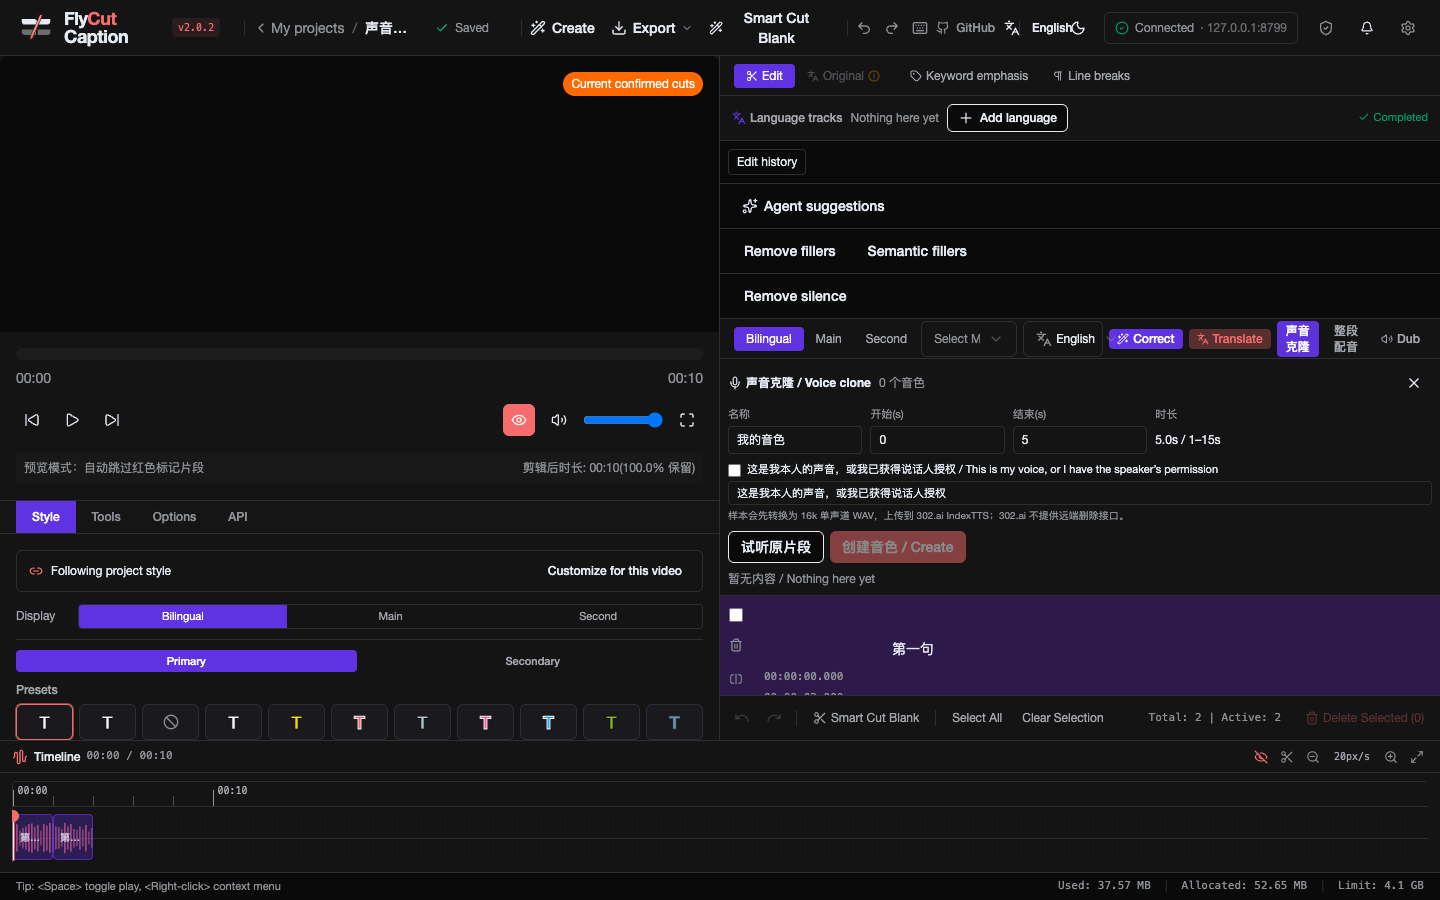 FlyCut
Caption
v2.0.2
My projects / 声音...
Saved
Create
Export
Smart Cut
Blank
GitHub
English
Connected · 127.0.0.1:8799
Current confirmed cuts
Edit
Original
Keyword emphasis
Line breaks
Language tracks
Nothing here yet
Add language
Completed
Edit history
Agent suggestions
Remove fillers
Semantic fillers
Remove silence
Bilingual
Main
Second
Select M
English
Correct
Translate
声音
克隆
整段
配音
Dub
00:00
00:10
声音克隆 / Voice clone
0 个音色
名称
开始(s)
结束(s)
时长
我的音色
0
5
5.0s / 1–15s
这是我本人的声音，或我已获得说话人授权 / This is my voice, or I have the speaker's permission
这是我本人的声音，或我已获得说话人授权
样本会先转换为 16k 单声道 WAV，上传到 302.ai IndexTTS；302.ai 不提供远端删除接口。
试听原片段
创建音色 / Create
暂无内容 / Nothing here yet
预览模式：自动跳过红色标记片段
剪辑后时长: 00:10(100.0% 保留)
Style
Tools
Options
API
Following project style
Customize for this video
Display
Bilingual
Main
Second
Primary
Secondary
Presets
T
T
T
T
T
T
T
T
T
T
第一句
00:00:00.000
Smart Cut Blank
Select All
Clear Selection
Total: 2 | Active: 2
Delete Selected (0)
Timeline
00:00 / 00:10
20px/s
00:00
00:10
第...
第...
Tip: <Space> toggle play, <Right-click> context menu
Used: 37.57 MB | Allocated: 52.65 MB | Limit: 4.1 GB